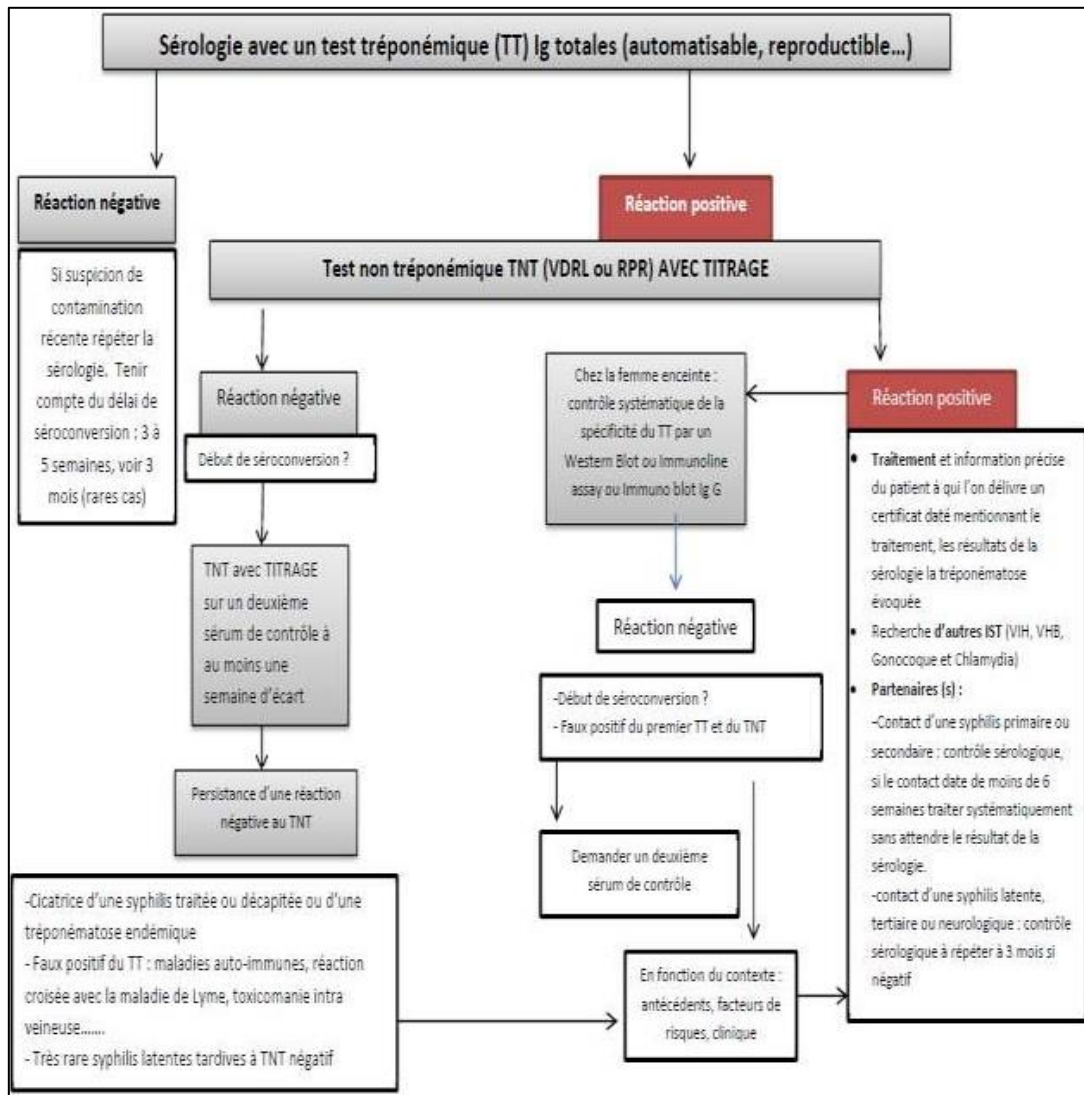 Sérologie avec un test tréponémique (TT) Ig totales (automatisable, reproductible...)
Réaction négative
Si suspicion de
contamination
récente répéter la
sérologie. Tenir
compte du délai de
séroconversion : 3 à
5 semaines, voir 3
mois (rares cas)
Réaction positive
Test non tréponémique TNT (VDRL ou RPR) AVEC TITRAGE
Réaction négative
Début de séroconversion ?
TNT avec TITRAGE
sur un deuxième
sérum de contrôle à
au moins une
semaine d'écart
Persistance d'une réaction
négative au TNT
-Cicatrice d'une syphilis traitée ou décapitée ou d'une
tréponématose endémique
- Faux positif du TT : maladies auto-immunes, réaction
croisée avec la maladie de Lyme, toxicomanie intra
veineuse.......
- Très rare syphilis latentes tardives à TNT négatif
Chez la femme enceinte :
contrôle systématique de la
spécificité du TT par un
Western Blot ou Immunoline
assay ou Immuno blot Ig G
Réaction négative
-Début de séroconversion ?
- Faux positif du premier TT et du TNT
Demander un deuxième
sérum de contrôle
En fonction du contexte :
antécédents, facteurs de
risques, clinique
Réaction positive
• Traitement et information précise
du patient à qui l'on délivre un
certificat daté mentionnant le
traitement, les résultats de la
sérologie la tréponématose
évoquée
• Recherche d'autres IST (VIH, VHB,
Gonocoque et Chlamydia)
• Partenaires (s) :
-Contact d'une syphilis primaire ou
secondaire : contrôle sérologique,
si le contact date de moins de 6
semaines traiter systématiquement
sans attendre le résultat de la
sérologie.
-contact d'une syphilis latente,
tertiaire ou neurologique : contrôle
sérologique à répéter à 3 mois si
négatif